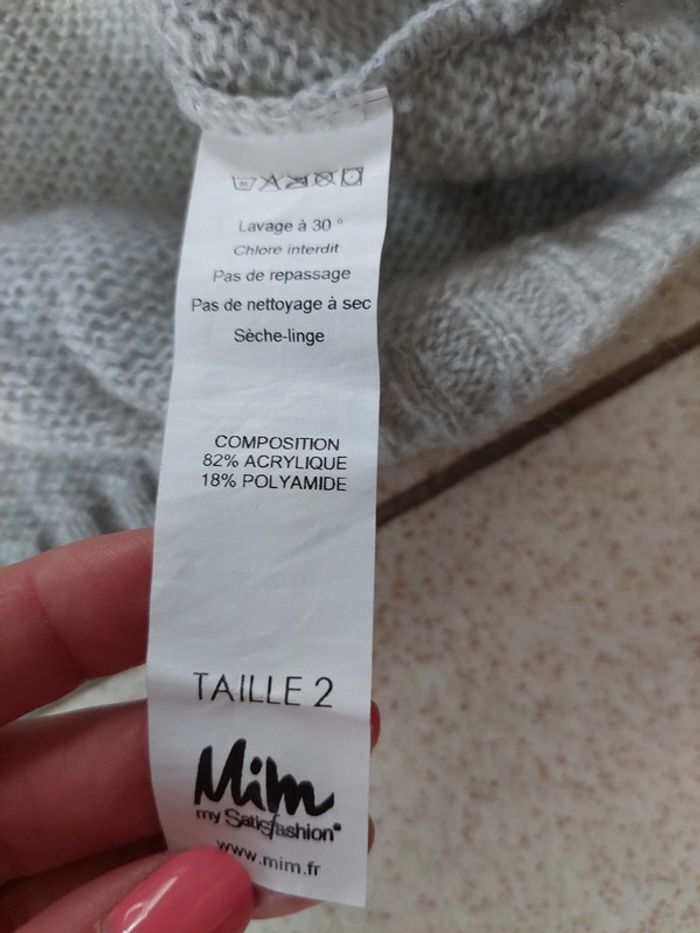 Lavage à 30 °
Chlore interdit
Pas de repassage
Pas de nettoyage à sec
Sèche-linge
COMPOSITION
82% ACRYLIQUE
18% POLYAMIDE
TAILLE 2
Mim
my Satisfashion®
www.mim.fr